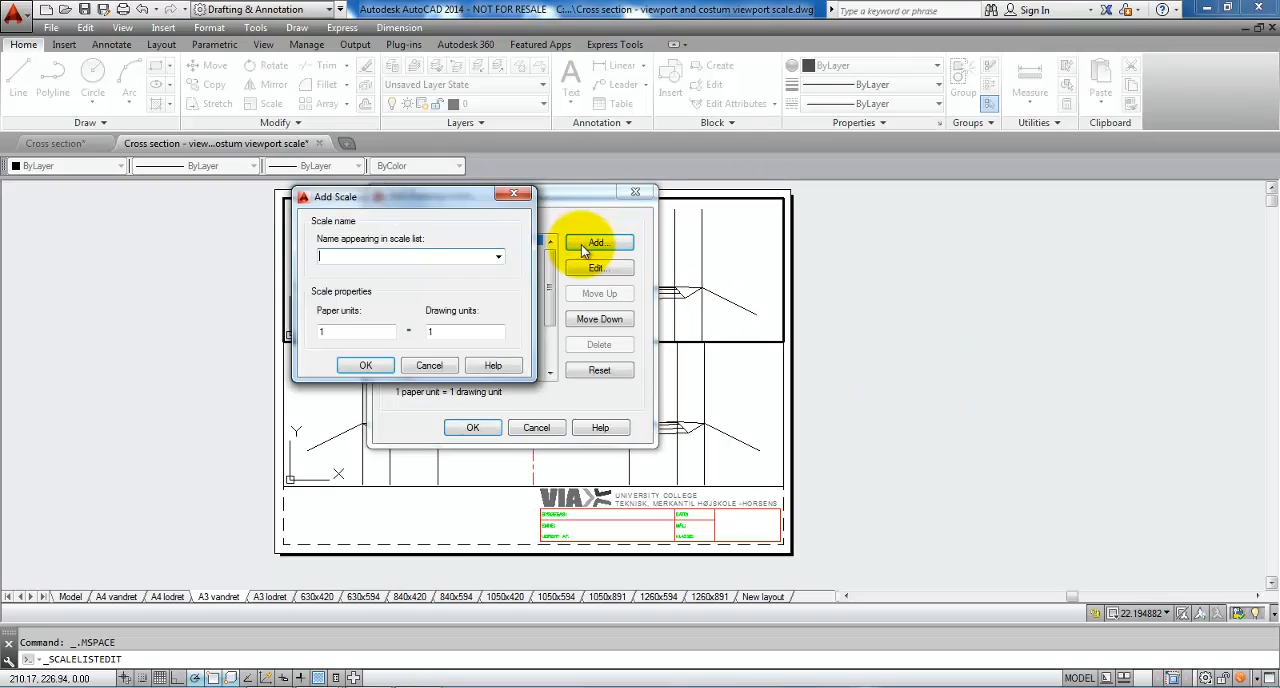 Drafting & Annotation
Autodesk AutoCAD 2014 - NOT FOR RESALE C:\...\Cross section - viewport and costum viewport scale.dwg
Type a keyword or phrase
Sign In
File Edit View Insert Format Tools Draw Express Dimension
Home Insert Annotate Layout Parametric View Manage Output Plug-ins Autodesk 360 Featured Apps Express Tools
Line Polyline Circle Arc
Move Rotate Trim
Copy Mirror Fillet
Stretch Scale Array
Unsaved Layer State
0
Text
Linear
Leader
Table
Insert
Create
Edit
Edit Attributes
ByLayer
ByLayer
ByLayer
Group
Measure
Paste
Draw Modify Layers Annotation Block Properties Groups Utilities Clipboard
Cross section* Cross section - view...ostum viewport scale*
ByLayer ByLayer ByLayer ByColor
Add Scale
Scale name
Name appearing in scale list:
Scale properties
Paper units: Drawing units:
1 = 1
OK Cancel Help
Add...
Edit...
Move Up
Move Down
Delete
Reset
1 paper unit = 1 drawing unit
OK Cancel Help
Y
X
VIA UNIVERSITY COLLEGE
TEKNISK, MERKANTIL HØJSKOLE -HORSENS
EMNE:
MÅL:
KLASSE:
Model A4 vandret A4 lodret A3 vandret A3 lodret 630x420 630x594 840x420 840x594 1050x420 1050x594 1050x891 1260x594 1260x891 New layout
22.194882
Command: _.MSPACE
_SCALELISTEDIT
210.17, 226.94, 0.00
MODEL